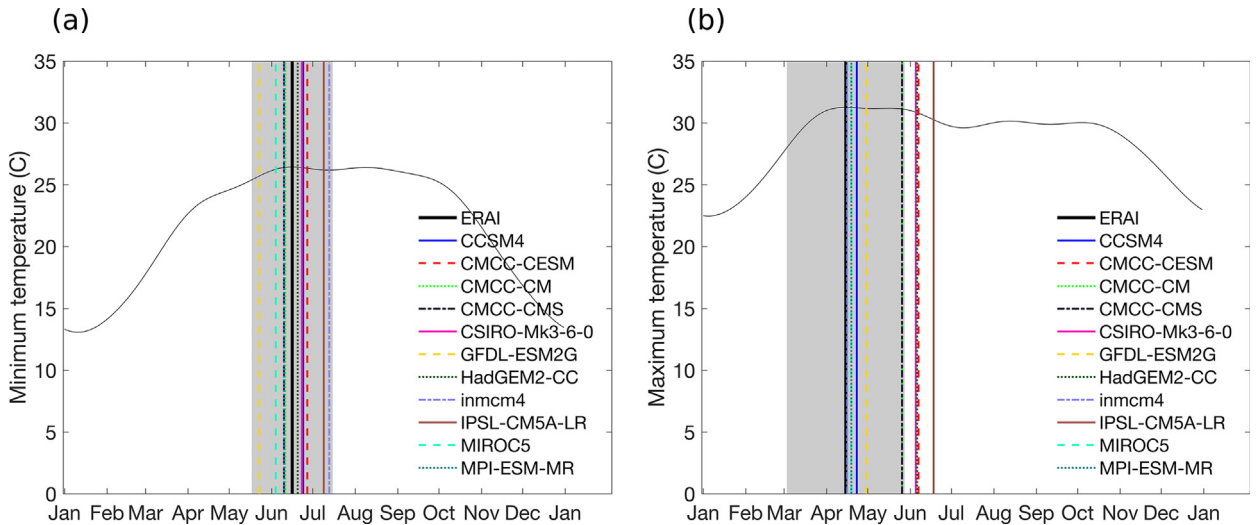 (a)
Minimum temperature (C)
35
30
25
20
15
10
5
0
Jan Feb Mar Apr May Jun Jul Aug Sep Oct Nov Dec Jan
ERAI
CCSM4
CMCC-CESM
CMCC-CM
CMCC-CMS
CSIRO-Mk3-6-0
GFDL-ESM2G
HadGEM2-CC
inmcm4
IPSL-CM5A-LR
MIROC5
MPI-ESM-MR
(b)
Maximum temperature (C)
35
30
25
20
15
10
5
0
Jan Feb Mar Apr May Jun Jul Aug Sep Oct Nov Dec Jan
ERAI
CCSM4
CMCC-CESM
CMCC-CM
CMCC-CMS
CSIRO-Mk3-6-0
GFDL-ESM2G
HadGEM2-CC
inmcm4
IPSL-CM5A-LR
MIROC5
MPI-ESM-MR